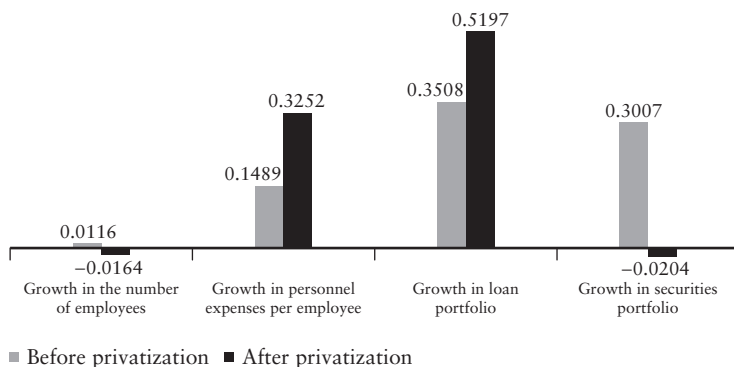 0.5197
0.3508
0.3252
0.3007
0.1489
0.0116
−0.0164
−0.0204
Growth in the number
of employees
Growth in personnel
expenses per employee
Growth in loan
portfolio
Growth in securities
portfolio
Before privatization After privatization